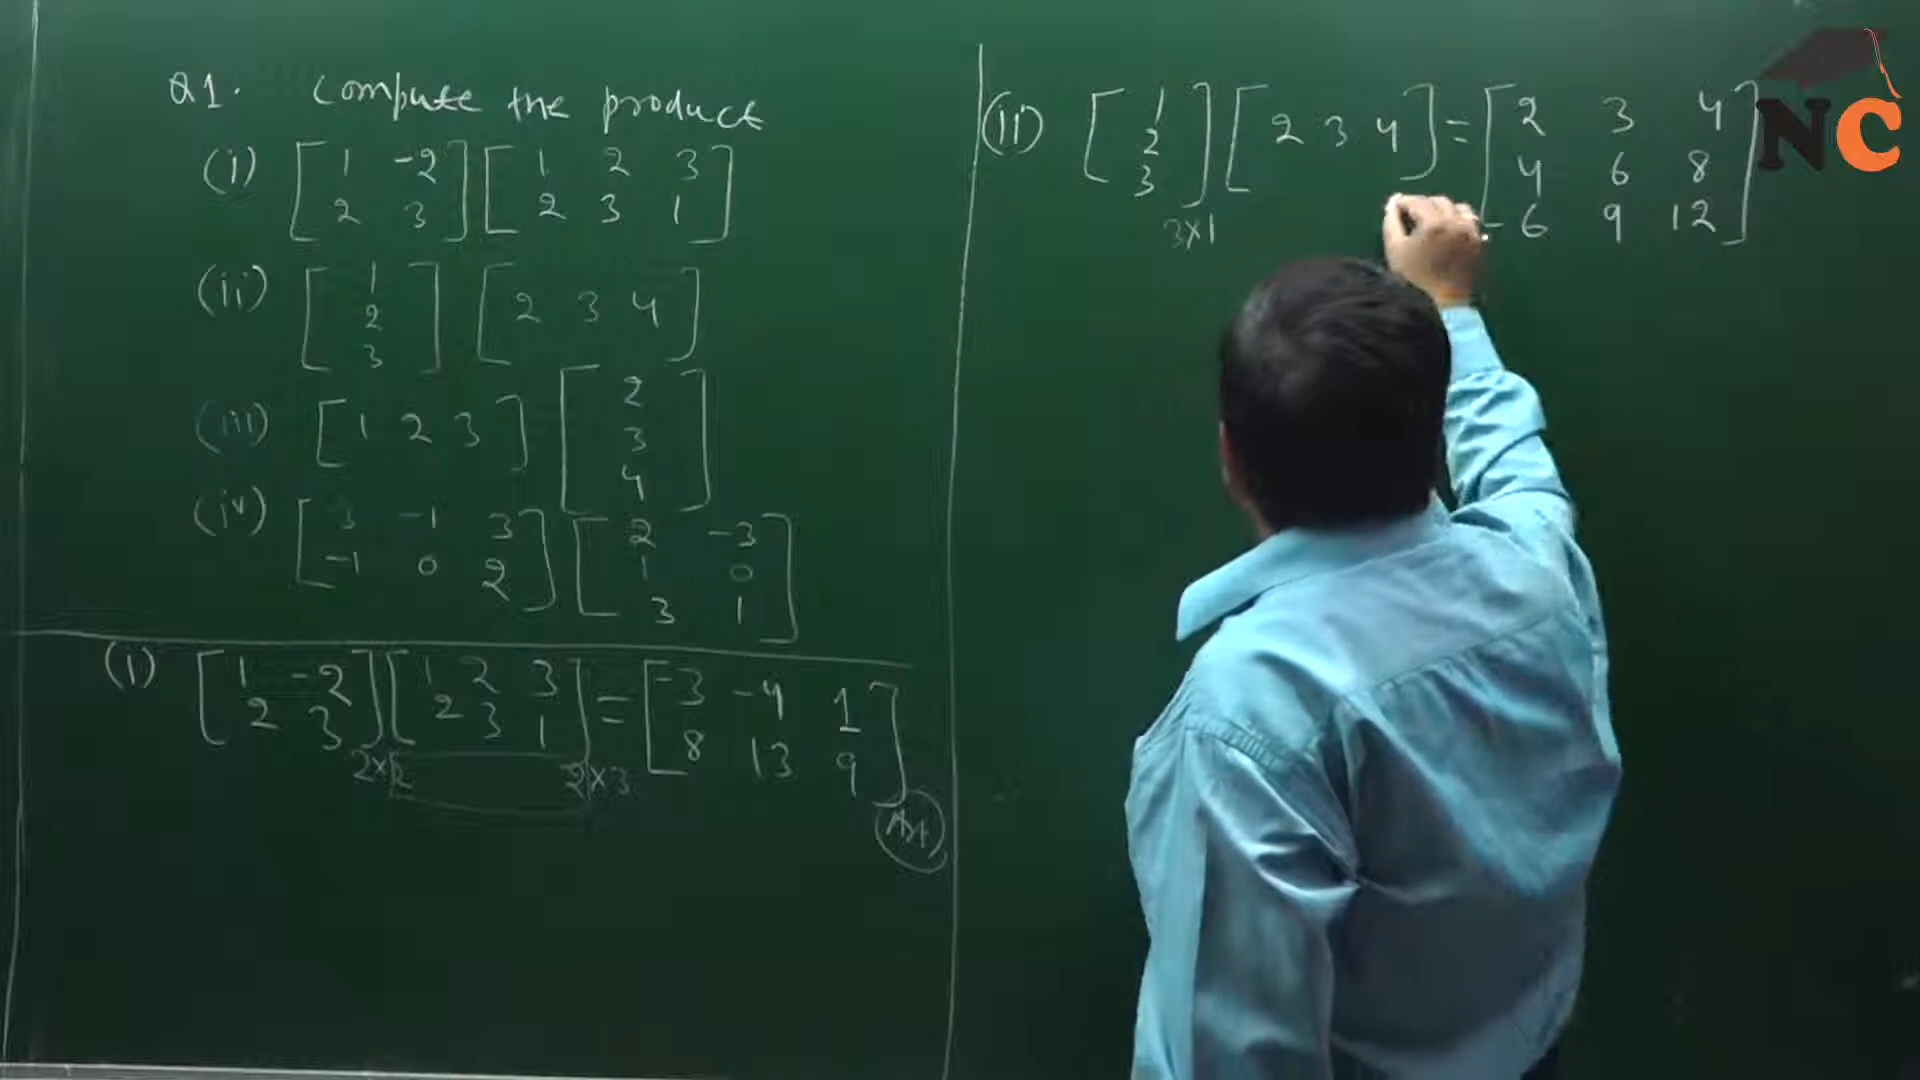 Q1. Compute the product
(i) [ 1 -2 ] [ 1 2 3 ]
[ 2 3 ] [ 2 3 1 ]
(ii) [ 1 ] [ 2 3 4 ]
[ 2 ]
[ 3 ]
(iii) [ 1 2 3 ] [ 2 ]
[ 3 ]
[ 4 ]
(iv) [ 3 -1 3 ] [ 2 -3 ]
[ -1 0 2 ] [ 1 0 ]
[ 3 1 ]
(i) [ 1 -2 ] [ 1 2 3 ] = [ -3 -4 1 ]
[ 2 3 ] [ 2 3 1 ] [ 8 13 9 ]
2×2 2×3
(ii) [ 1 ] [ 2 3 4 ] = [ 2 3 4 ]
[ 2 ] [ 4 6 8 ]
[ 3 ] [ 6 9 12 ]
3×1
NC